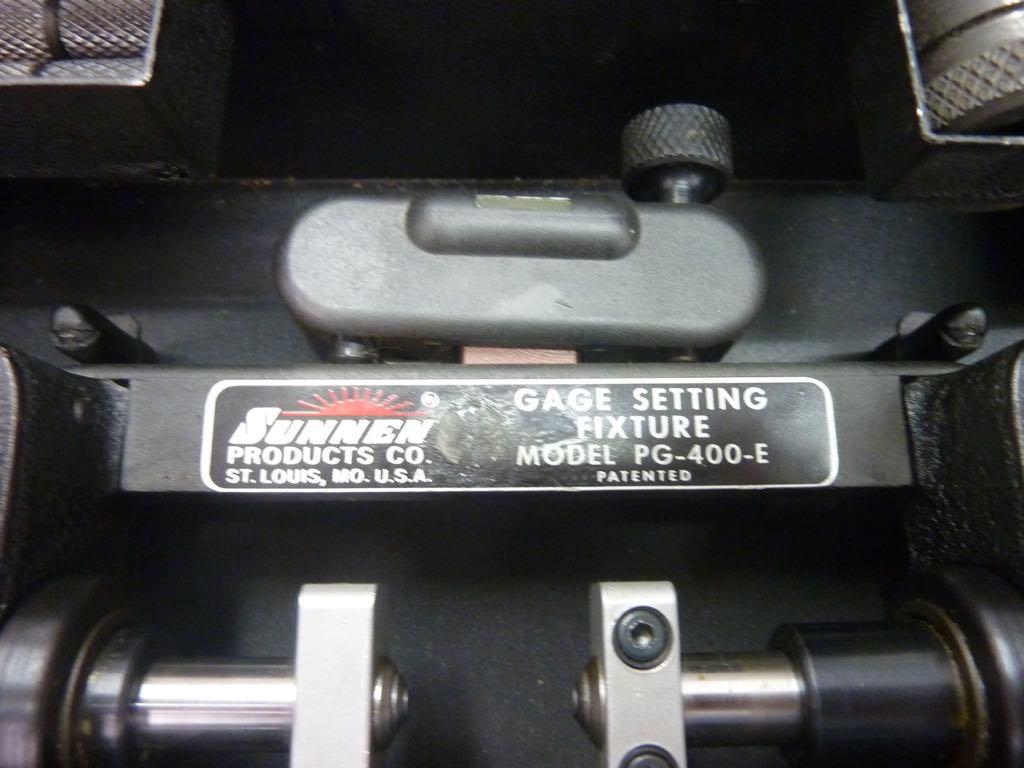 SUNNEN®
PRODUCTS CO.
ST. LOUIS, MO. U.S.A.
GAGE SETTING
FIXTURE
MODEL PG-400-E
PATENTED